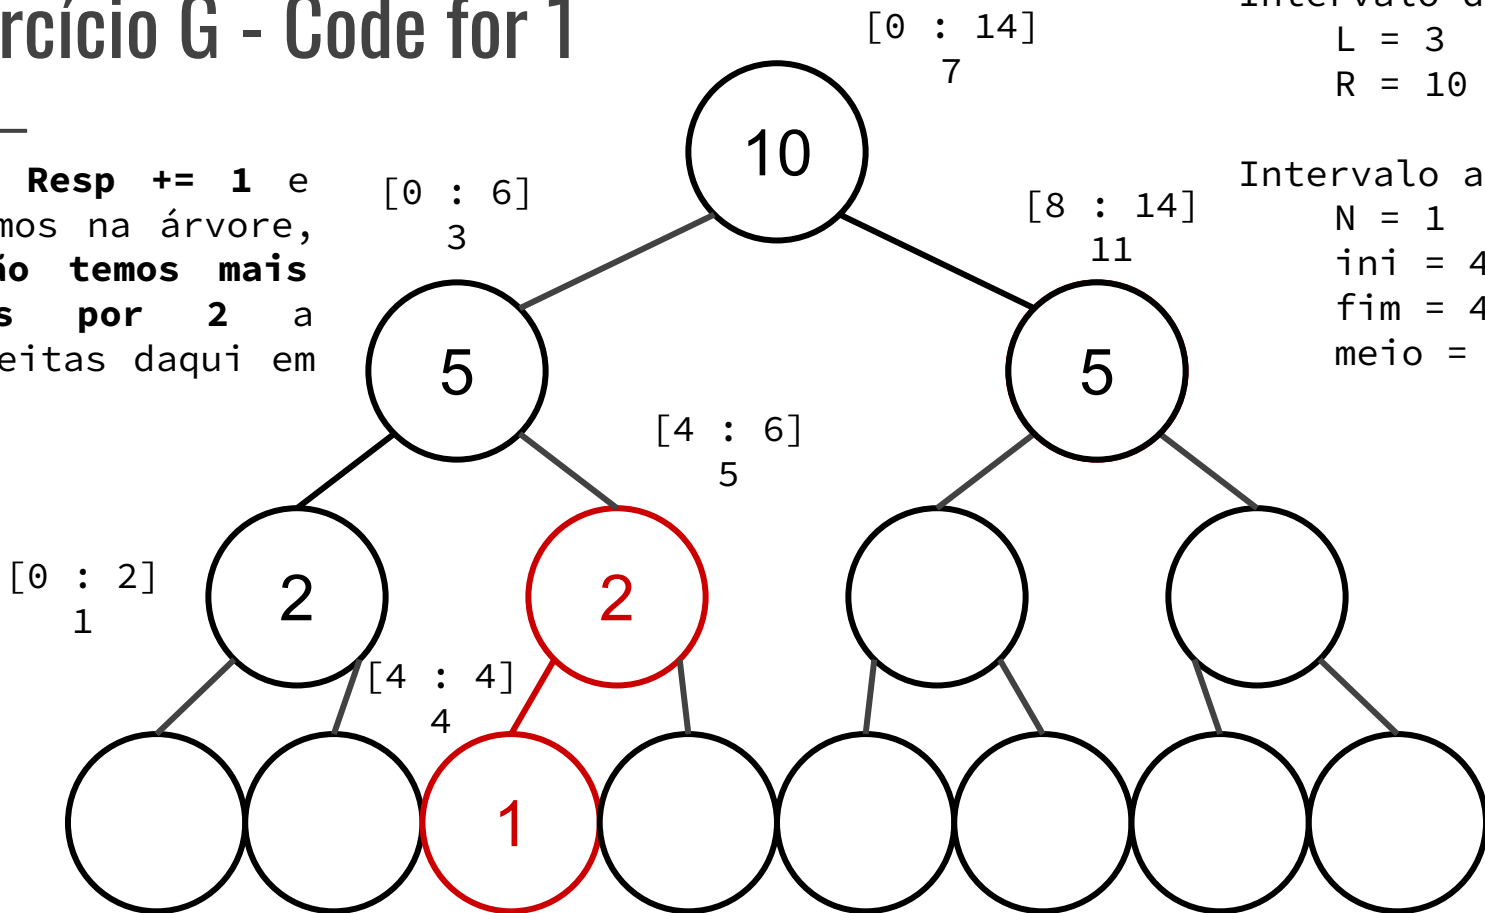 rcício G - Code for 1
[0 : 14]
7
L = 3
R = 10
Resp += 1 e
mos na árvore,
ão temos mais
s por 2 a
eitas daqui em
Intervalo a
N = 1
ini = 4
fim = 4
meio =
10
[0 : 6]
3
[8 : 14]
11
5
5
[4 : 6]
5
[0 : 2]
1
2
2
[4 : 4]
4
1